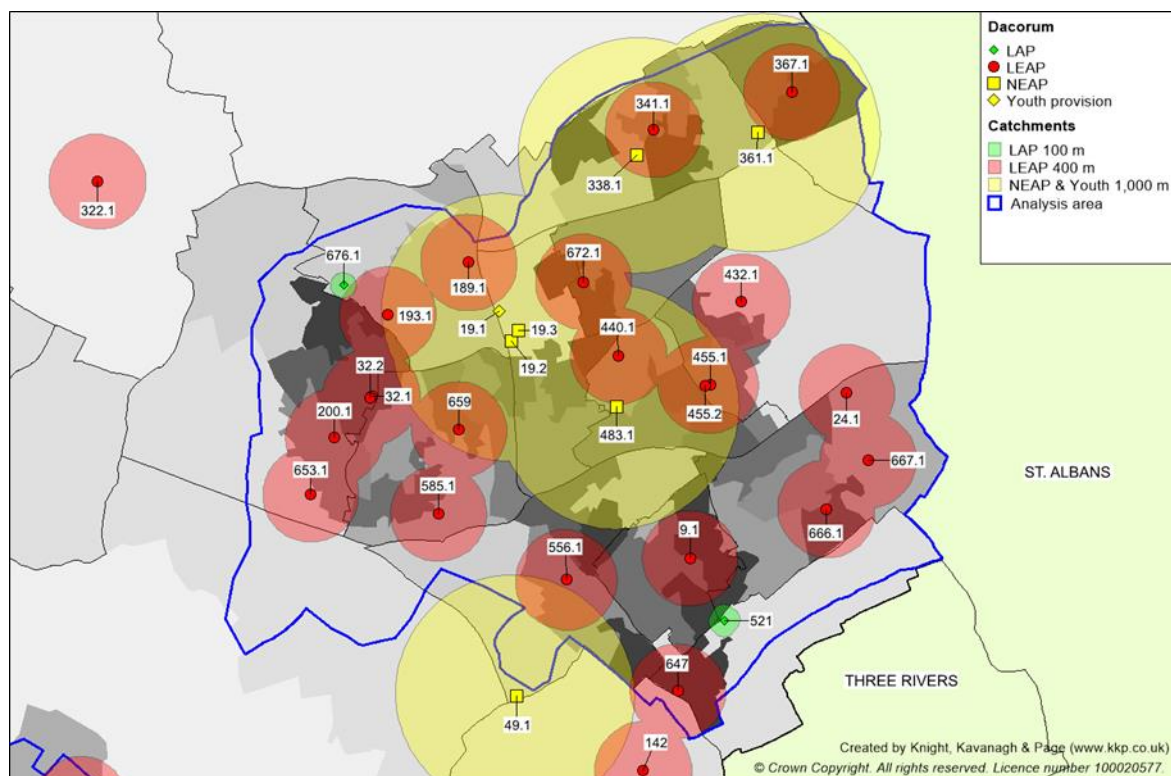 Dacorum
LAP
LEAP
NEAP
Youth provision
Catchments
LAP 100 m
LEAP 400 m
NEAP & Youth 1,000 m
Analysis area
367.1
341.1
361.1
338.1
322.1
676.1
189.1
672.1
432.1
193.1
19.1
19.3
19.2
440.1
32.2
32.1
455.1
455.2
200.1
659
483.1
24.1
653.1
585.1
667.1
666.1
ST. ALBANS
556.1
9.1
521
647
THREE RIVERS
49.1
142
Created by Knight, Kavanagh & Page (www.kkp.co.uk)
© Crown Copyright. All rights reserved. Licence number 100020577.